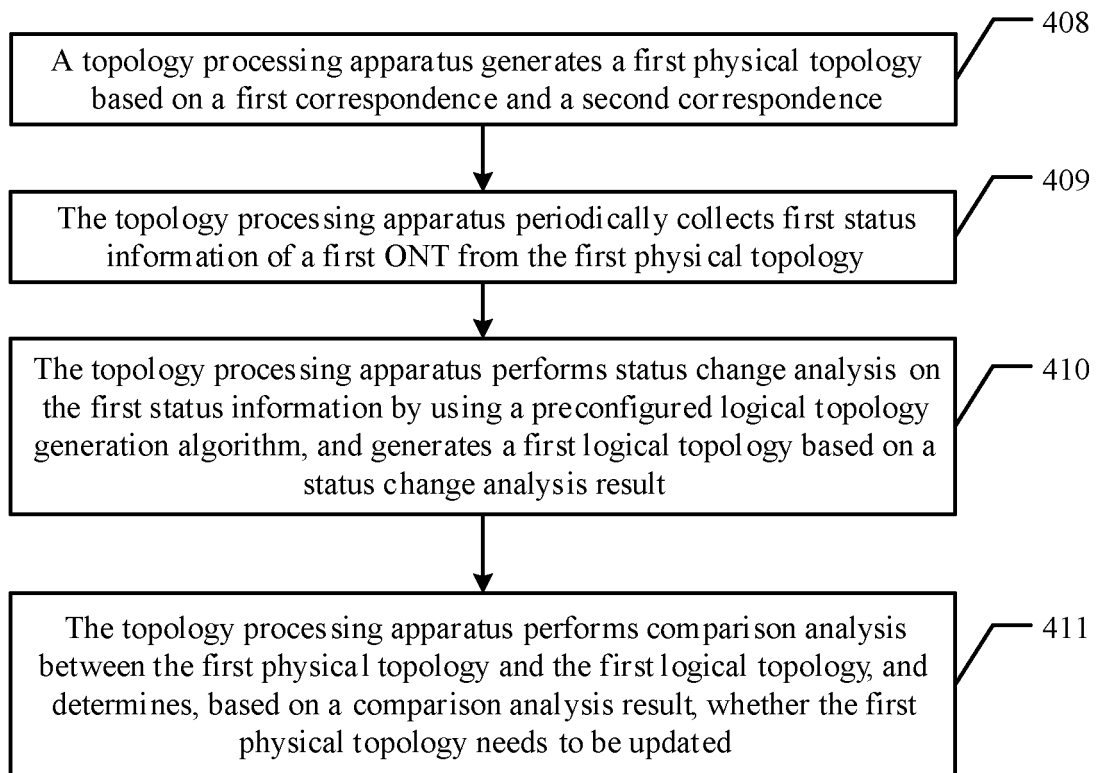 408
A topology processing apparatus generates a first physical topology
based on a first correspondence and a second correspondence
409
The topology processing apparatus periodically collects first status
information of a first ONT from the first physical topology
410
The topology processing apparatus performs status change analysis on
the first status information by using a preconfigured logical topology
generation algorithm, and generates a first logical topology based on a
status change analysis result
411
The topology processing apparatus performs comparison analysis
between the first physical topology and the first logical topology, and
determines, based on a comparison analysis result, whether the first
physical topology needs to be updated